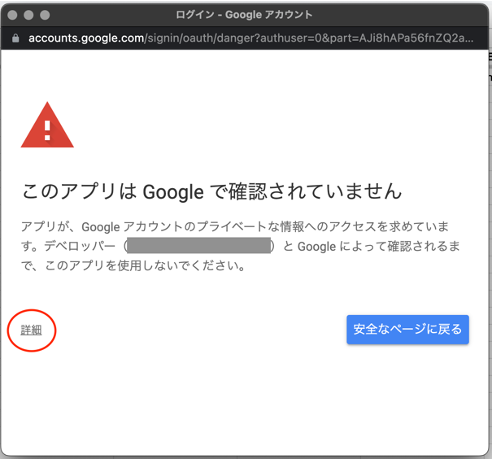 ログイン - Google アカウント
accounts.google.com/signin/oauth/danger?authuser=0&part=AJi8hAPa56fnZQ2a...
このアプリは Google で確認されていません
アプリが、Google アカウントのプライベートな情報へのアクセスを求めていま
す。デベロッパー（ ）と Google によって確認されるま
で、このアプリを使用しないでください。
詳細
安全なページに戻る